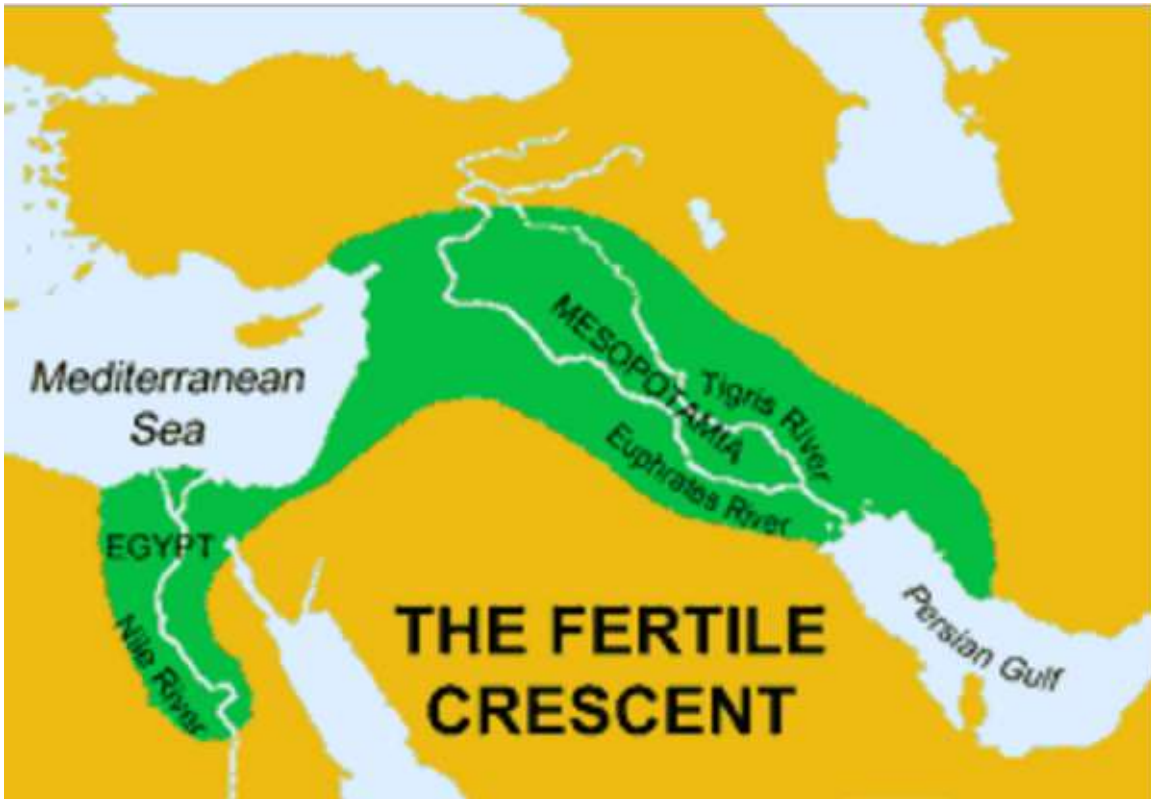 MESOPOTAMIA
Tigris River
Mediterranean
Sea
Euphrates River
EGYPT
Nile River
THE FERTILE
CRESCENT
Persian Gulf